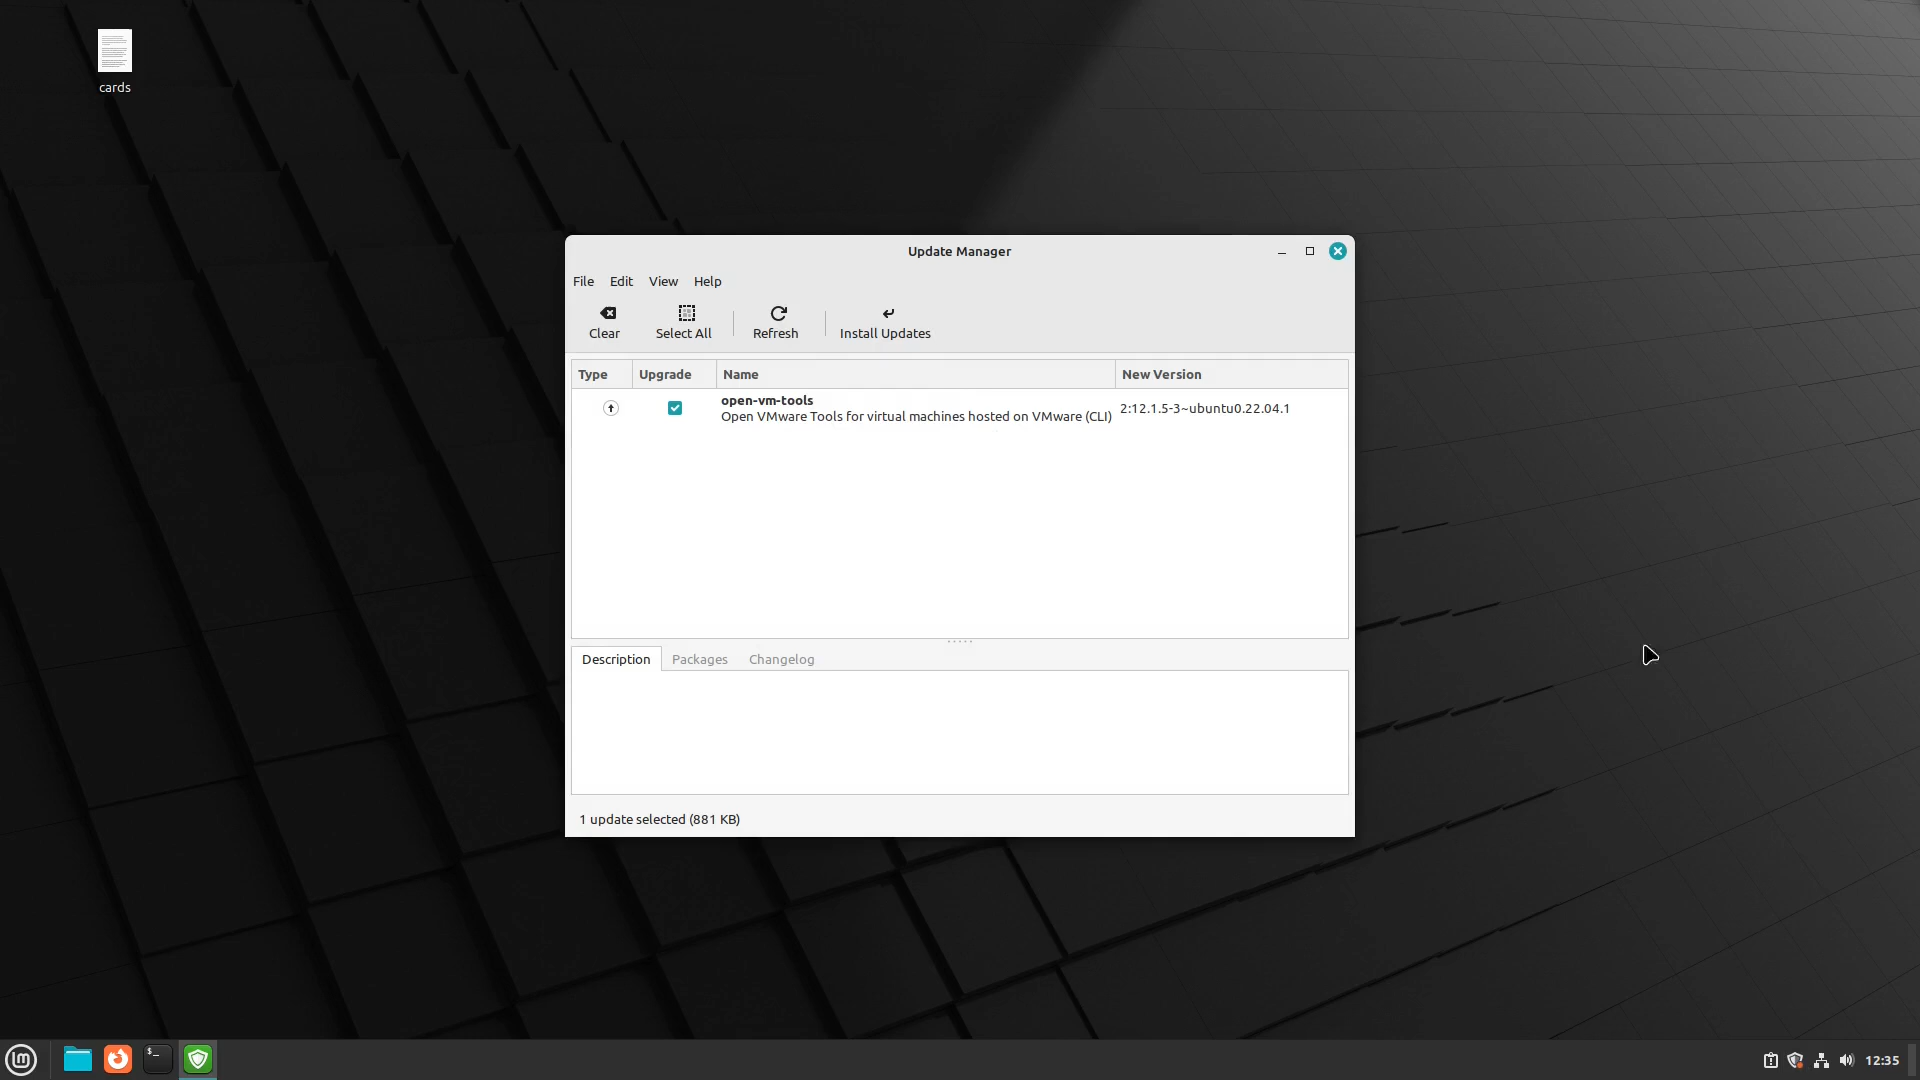 cards
Update Manager
File Edit View Help
Clear Select All Refresh Install Updates
Type Upgrade Name New Version
open-vm-tools
Open VMware Tools for virtual machines hosted on VMware (CLI) 2:12.1.5-3~ubuntu0.22.04.1
Description Packages Changelog
1 update selected (881 KB)
12:35